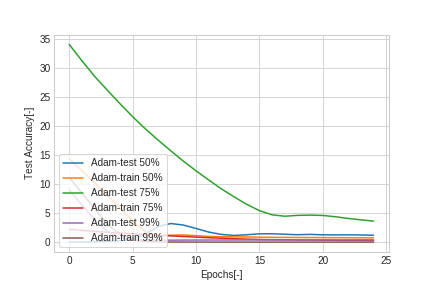 35
30
25
20
15
10
5
0
Test Accuracy[-]
Adam-test 50%
Adam-train 50%
Adam-test 75%
Adam-train 75%
Adam-test 99%
Adam-train 99%
0
5
10
15
20
25
Epochs[-]